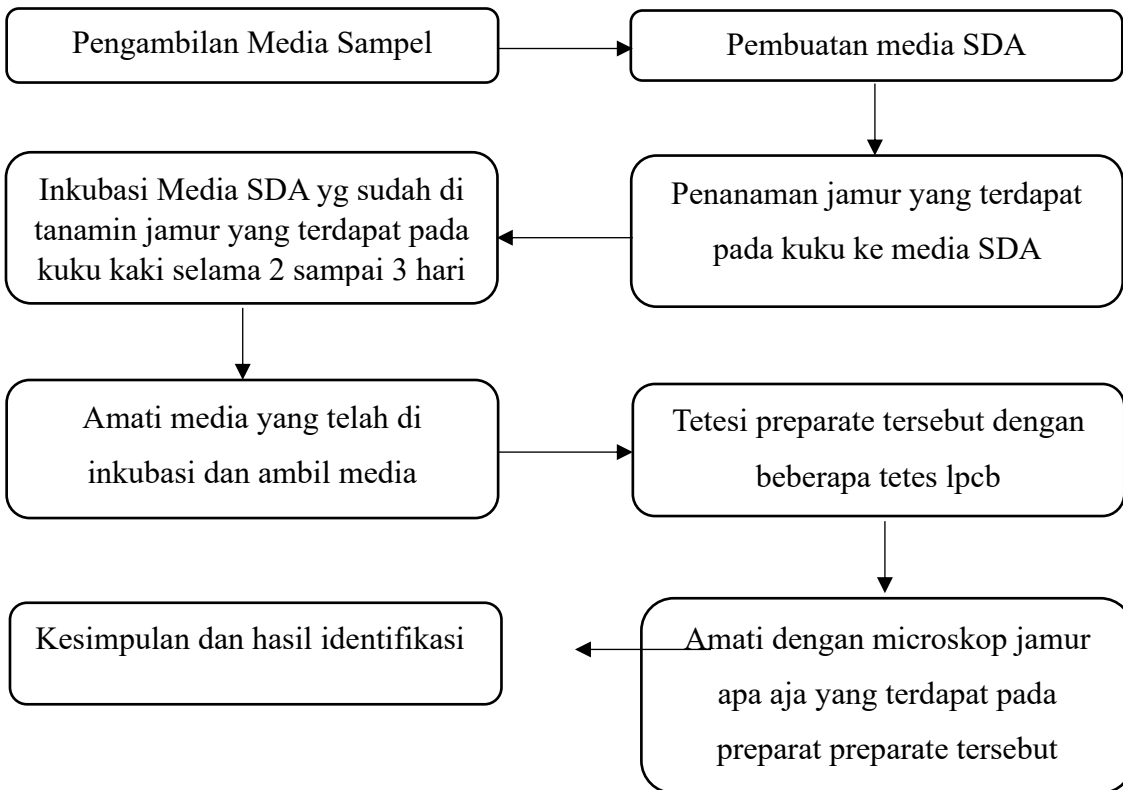 Pengambilan Media Sampel
Pembuatan media SDA
Penanaman jamur yang terdapat
pada kuku ke media SDA
Inkubasi Media SDA yg sudah di
tanamin jamur yang terdapat pada
kuku kaki selama 2 sampai 3 hari
Amati media yang telah di
inkubasi dan ambil media
Tetesi preparate tersebut dengan
beberapa tetes lpcb
Amati dengan microskop jamur
apa aja yang terdapat pada
preparat preparate tersebut
Kesimpulan dan hasil identifikasi